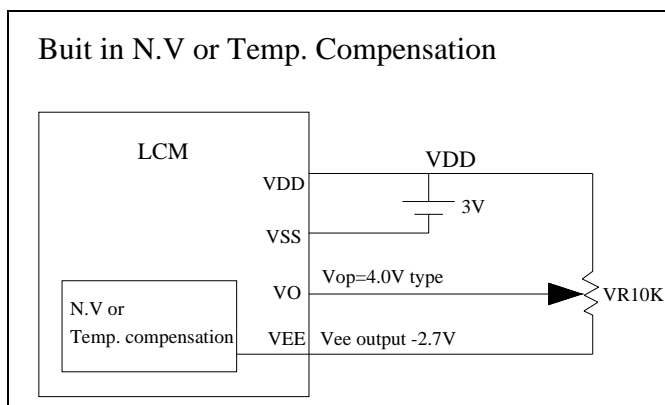 Buit in N.V or Temp. Compensation
LCM
VDD
VDD
3V
VSS
Vop=4.0V type
VO
VR10K
N.V or
Temp. compensation
VEE
Vee output -2.7V